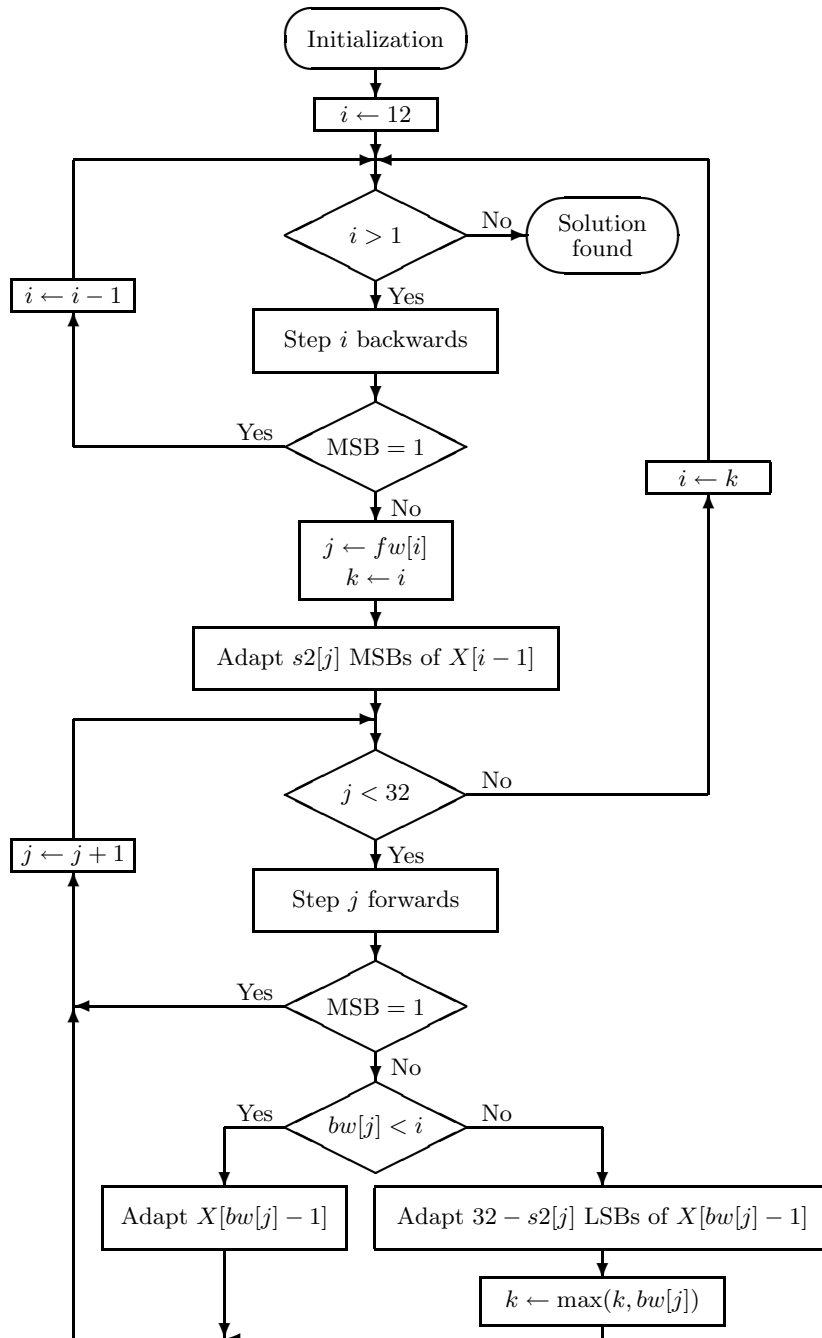 Initialization
i ← 12
i > 1
No
Solution
found
i ← i − 1
Yes
Step i backwards
Yes
MSB = 1
i ← k
No
j ← fw[i]
k ← i
Adapt s2[j] MSBs of X[i − 1]
j < 32
No
j ← j + 1
Yes
Step j forwards
Yes
MSB = 1
No
Yes
bw[j] < i
No
Adapt X[bw[j] − 1]
Adapt 32 − s2[j] LSBs of X[bw[j] − 1]
k ← max(k, bw[j])